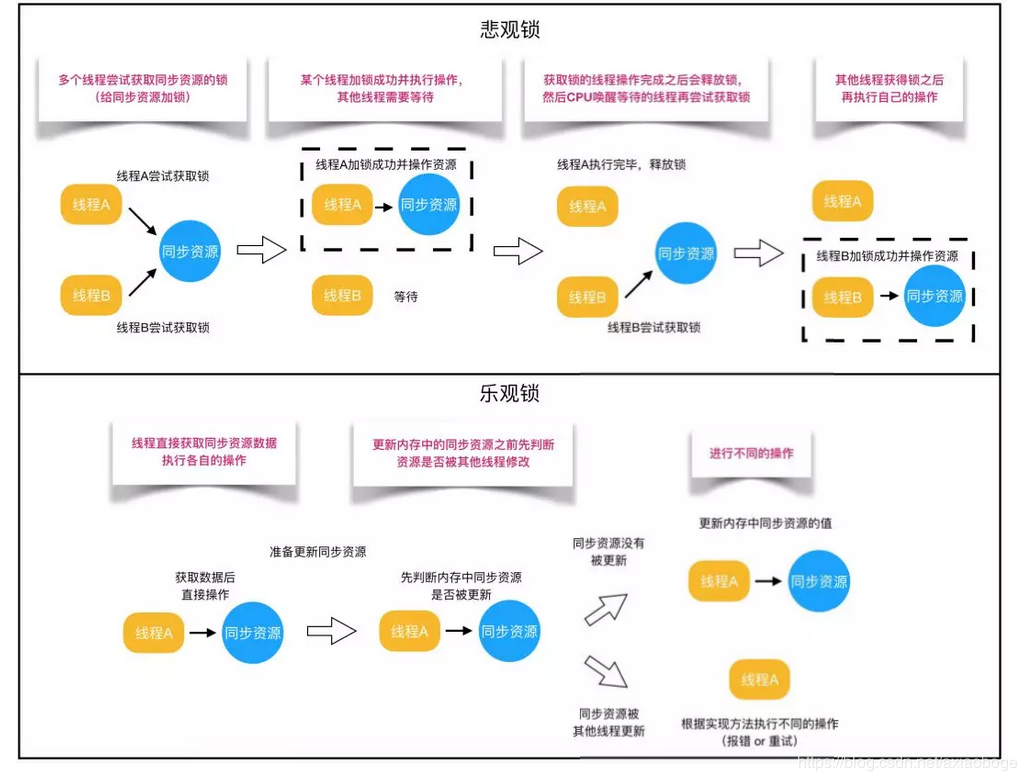 悲观锁
多个线程尝试获取同步资源的锁
（给同步资源加锁）
某个线程加锁成功并执行操作，
其他线程需要等待
获取锁的线程操作完成之后会释放锁，
然后CPU唤醒等待的线程再尝试获取锁
其他线程获得锁之后
再执行自己的操作
线程A尝试获取锁
线程A
同步资源
线程B
线程B尝试获取锁
线程A加锁成功并操作资源
线程A
同步资源
线程B
等待
线程A执行完毕，释放锁
线程A
同步资源
线程B
线程B尝试获取锁
线程A
线程B加锁成功并操作资源
线程B
同步资源
乐观锁
线程直接获取同步资源数据
执行各自的操作
更新内存中的同步资源之前先判断
资源是否被其他线程修改
进行不同的操作
准备更新同步资源
获取数据后
直接操作
线程A
同步资源
先判断内存中同步资源
是否被更新
线程A
同步资源
同步资源没有
被更新
更新内存中同步资源的值
线程A
同步资源
同步资源被
其他线程更新
线程A
根据实现方法执行不同的操作
（报错 or 重试）
https://blog.csdn.net/axiaoboge